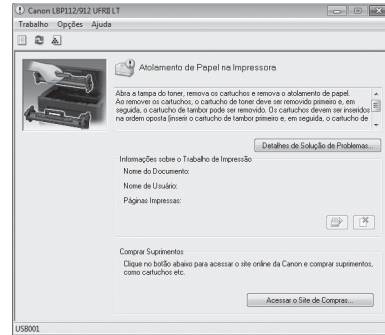 Canon LBP112/912 UFRII LT
Trabalho Opções Ajuda
Atolamento de Papel na Impressora
Abra a tampa do toner, remova os cartuchos e remova o atolamento de papel.
Ao remover os cartuchos, o cartucho de toner deve ser removido primeiro e, em
seguida, o cartucho de tambor pode ser removido. Os cartuchos devem ser inseridos
na ordem oposta (inserir o cartucho de tambor primeiro e, em seguida, o cartucho de
Detalhes de Solução de Problemas...
Informações sobre o Trabalho de Impressão
Nome do Documento:
Nome de Usuário:
Páginas Impressas:
Comprar Suprimentos
Clique no botão abaixo para acessar o site online da Canon e comprar suprimentos,
como cartuchos etc.
Acessar o Site de Compras...
USB001